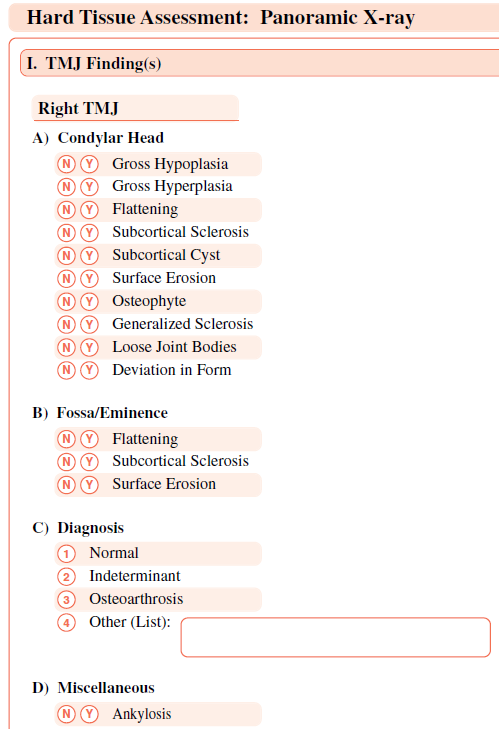 Hard Tissue Assessment: Panoramic X-ray
I. TMJ Finding(s)
Right TMJ
A) Condylar Head
N Y Gross Hypoplasia
N Y Gross Hyperplasia
N Y Flattening
N Y Subcortical Sclerosis
N Y Subcortical Cyst
N Y Surface Erosion
N Y Osteophyte
N Y Generalized Sclerosis
N Y Loose Joint Bodies
N Y Deviation in Form
B) Fossa/Eminence
N Y Flattening
N Y Subcortical Sclerosis
N Y Surface Erosion
C) Diagnosis
1 Normal
2 Indeterminant
3 Osteoarthrosis
4 Other (List):
D) Miscellaneous
N Y Ankylosis